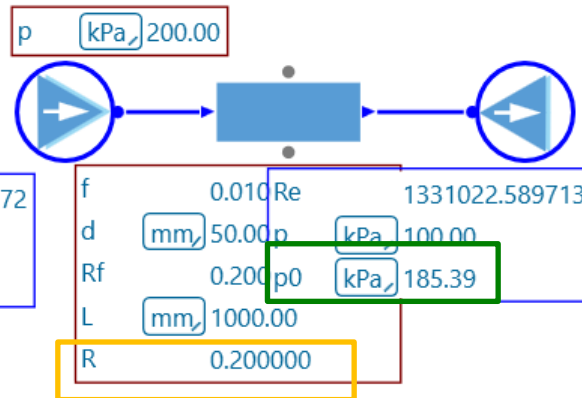 p kPa 200.00
72
f 0.010 Re 1331022.589713
d mm 50.00 p kPa 100.00
Rf 0.200 p0 kPa 185.39
L mm 1000.00
R 0.200000